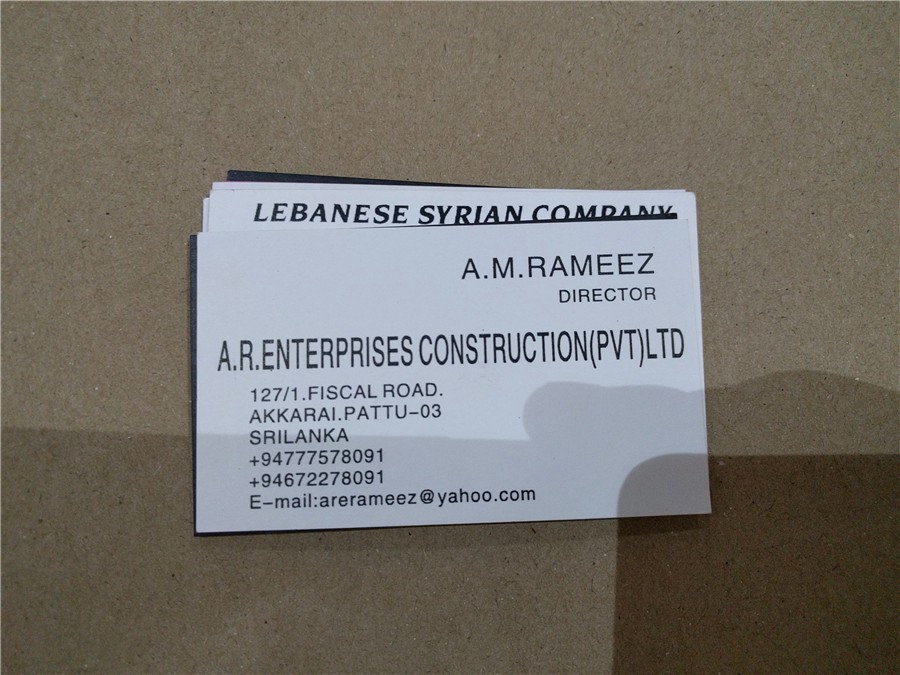 LEBANESE SYRIAN COMPANY
A.M.RAMEEZ
DIRECTOR
A.R.ENTERPRISES CONSTRUCTION(PVT)LTD
127/1.FISCAL ROAD.
AKKARAI.PATTU-03
SRILANKA
+94777578091
+94672278091
E-mail:arerameez@yahoo.com